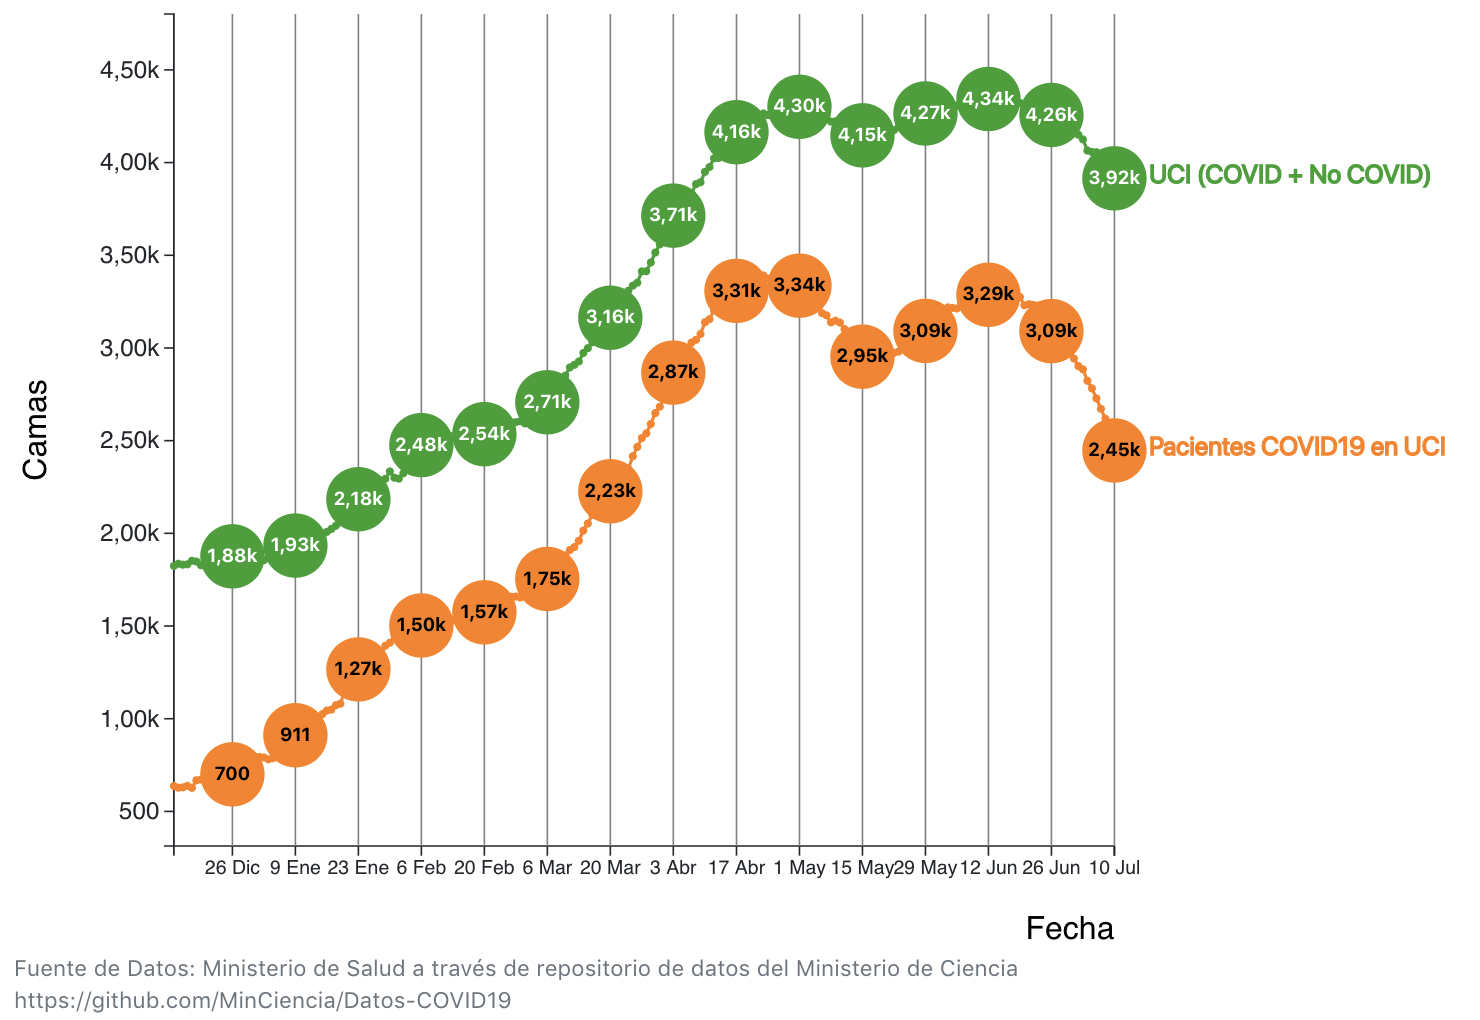 4,50k
4,00k
3,50k
3,00k
2,50k
2,00k
1,50k
1,00k
500
Camas
1,88k
1,93k
2,18k
2,48k
2,54k
2,71k
3,16k
3,71k
4,16k
4,30k
4,15k
4,27k
4,34k
4,26k
3,92k
UCI (COVID + No COVID)
700
911
1,27k
1,50k
1,57k
1,75k
2,23k
2,87k
3,31k
3,34k
2,95k
3,09k
3,29k
3,09k
2,45k
Pacientes COVID19 en UCI
26 Dic 9 Ene 23 Ene 6 Feb 20 Feb 6 Mar 20 Mar 3 Abr 17 Abr 1 May 15 May 29 May 12 Jun 26 Jun 10 Jul
Fecha
Fuente de Datos: Ministerio de Salud a través de repositorio de datos del Ministerio de Ciencia
https://github.com/MinCiencia/Datos-COVID19